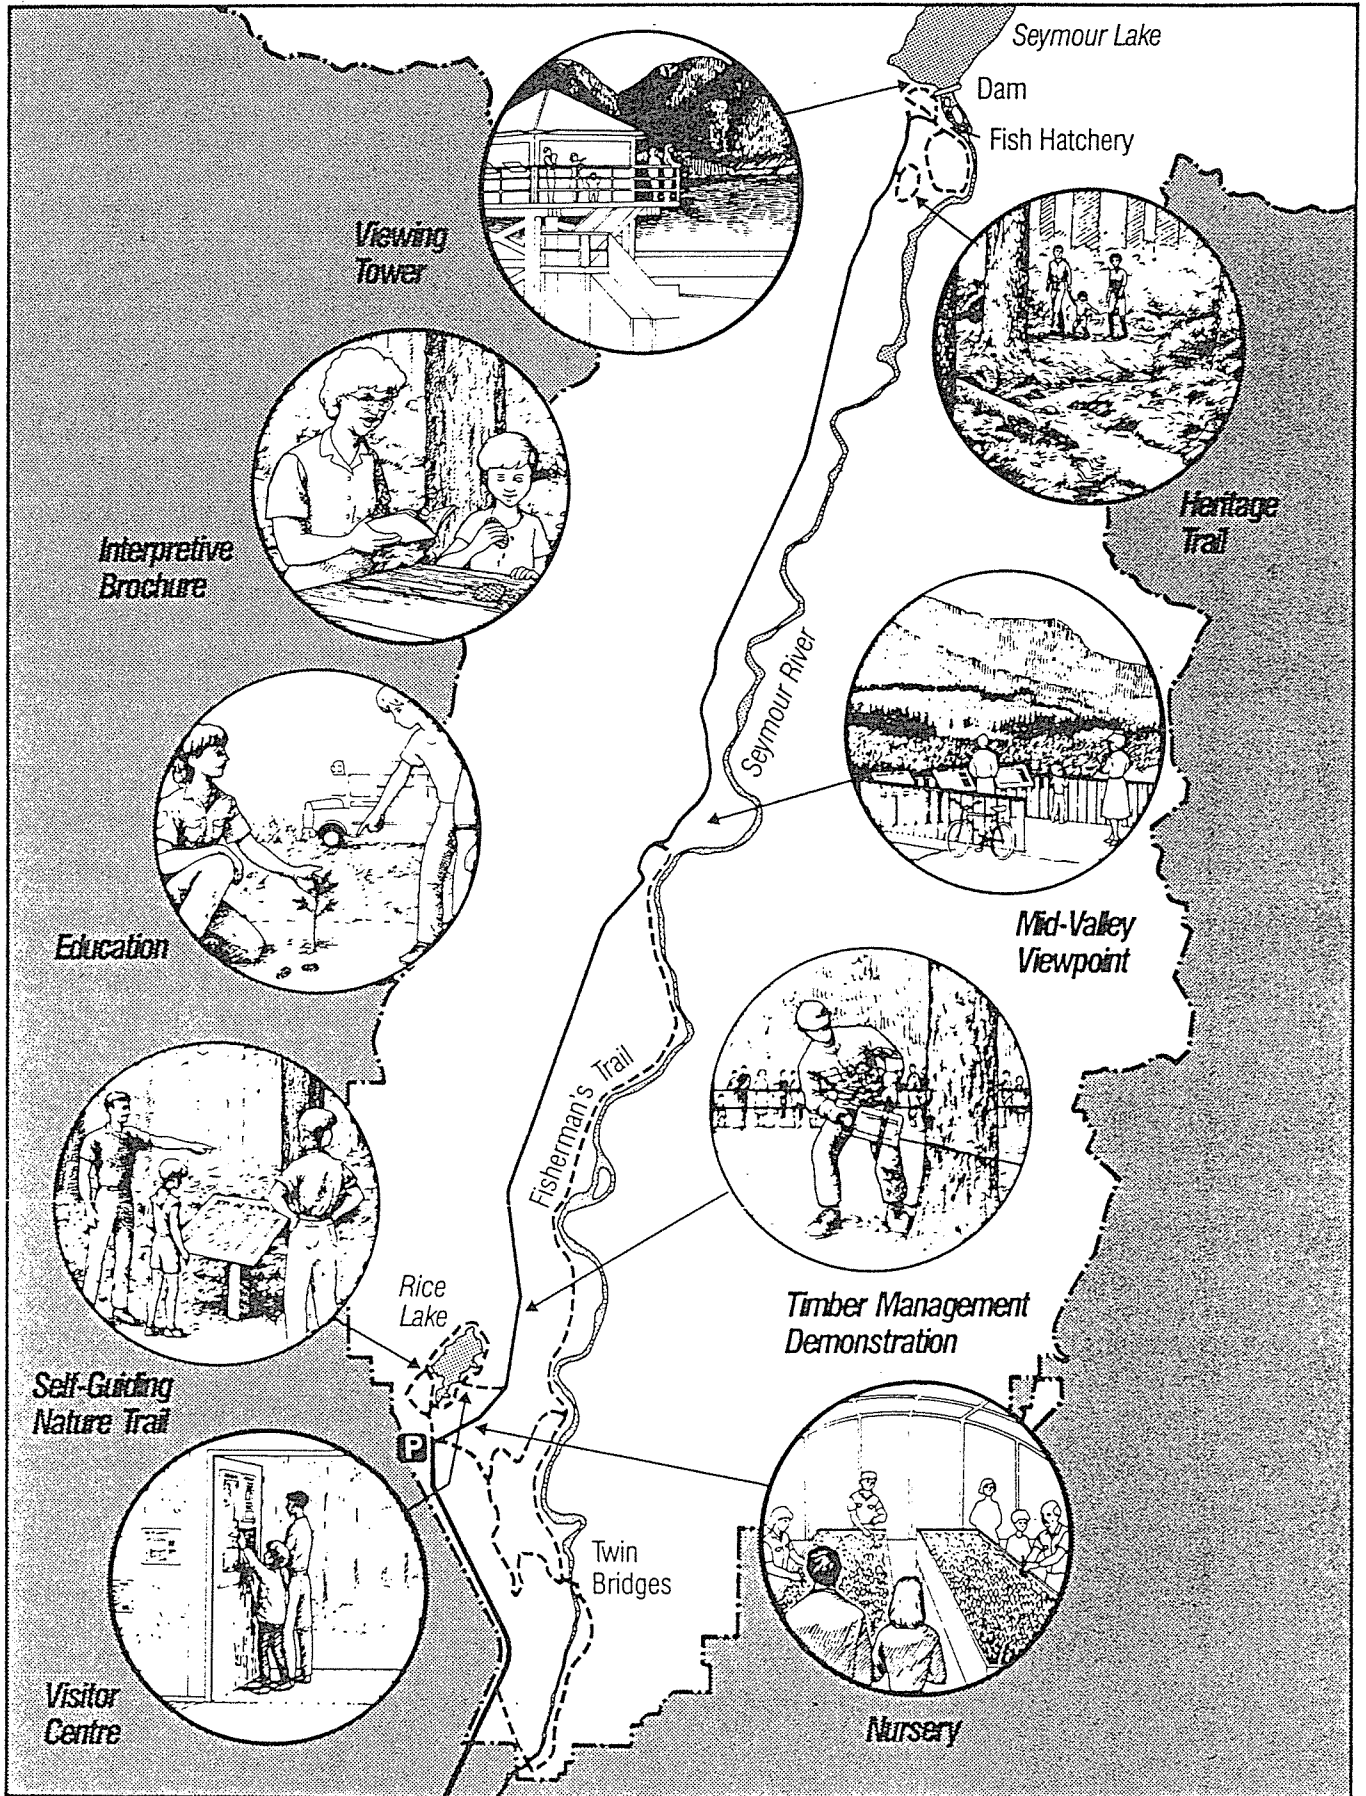 Seymour Lake
Dam
Fish Hatchery
Viewing
Tower
Heritage
Trail
Interpretive
Brochure
Seymour River
Education
Mid-Valley
Viewpoint
Fisherman's Trail
Rice
Lake
Timber Management
Demonstration
Self-Guiding
Nature Trail
P
Twin
Bridges
Visitor
Centre
Nursery